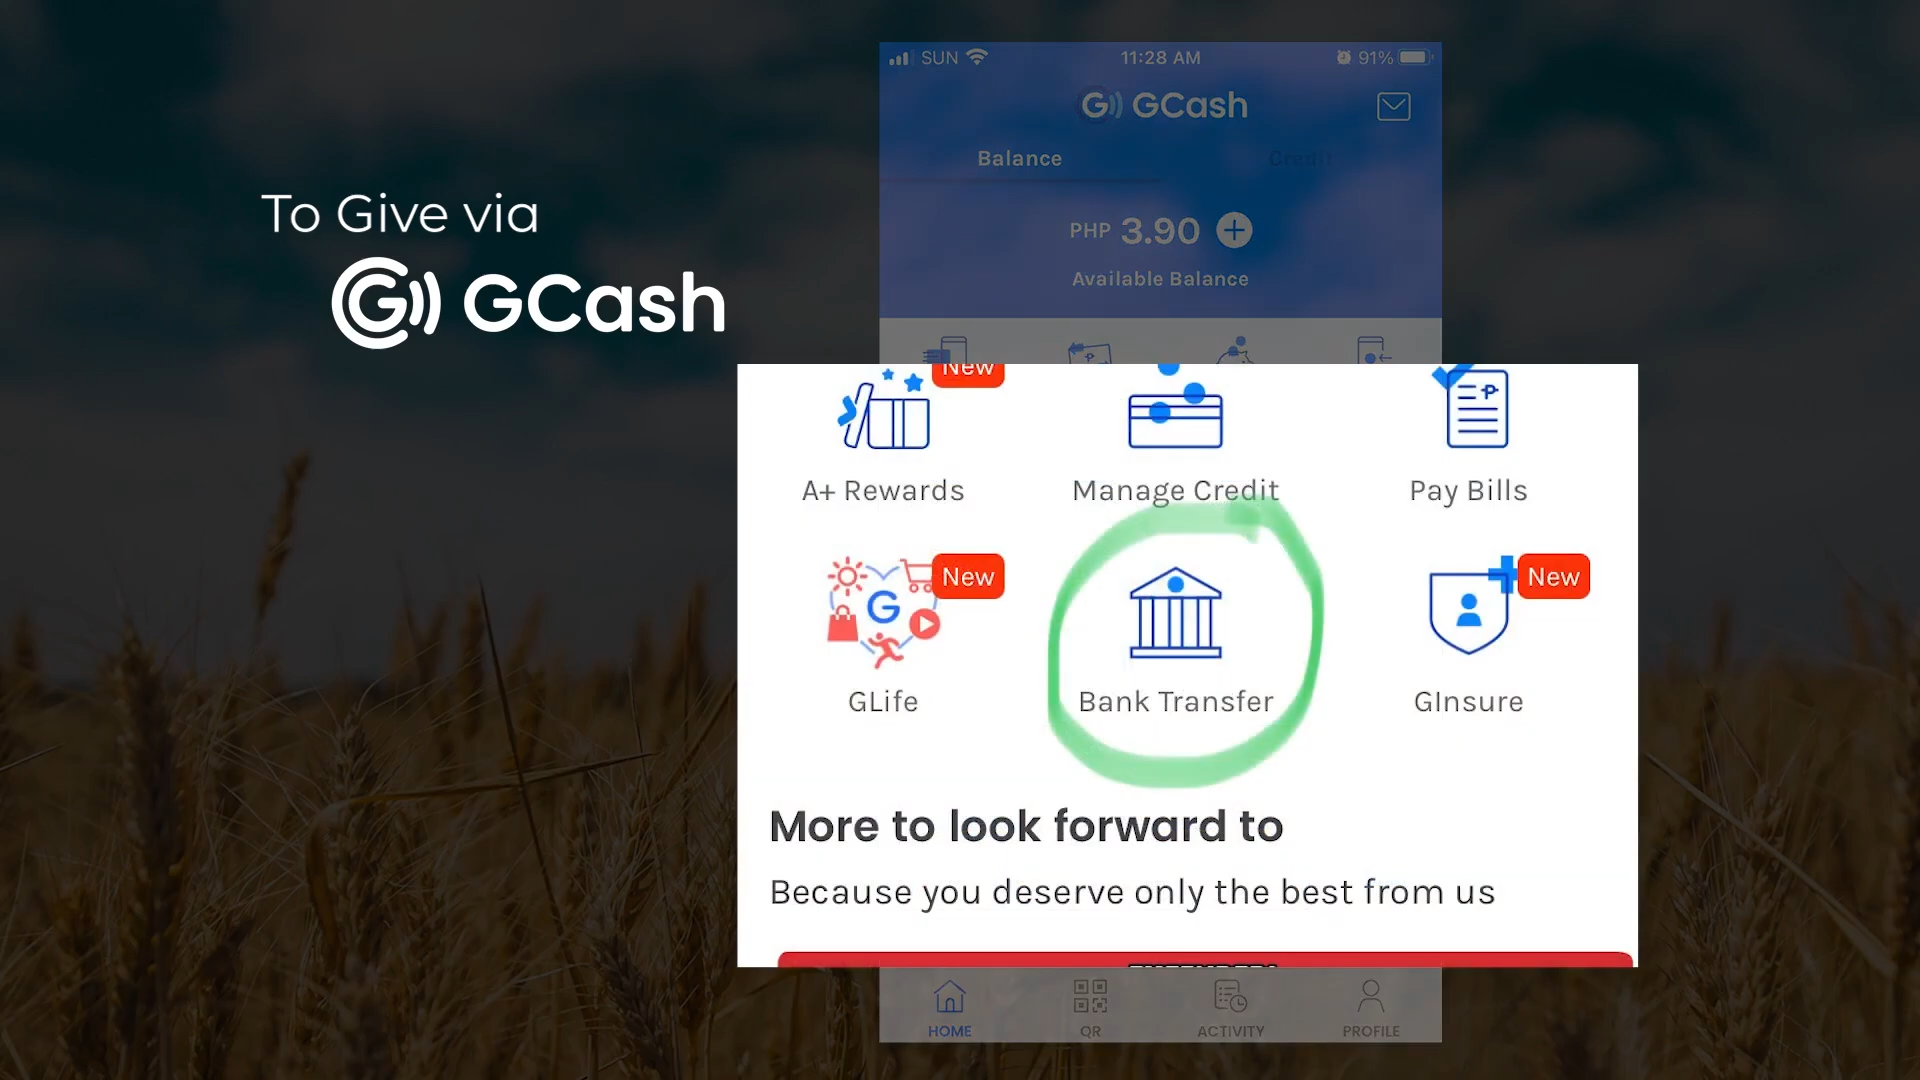 To Give via
GCash
SUN
11:28 AM
91%
GCash
Balance
Credit
PHP 3.90
Available Balance
New
A+ Rewards
Manage Credit
Pay Bills
New
New
GLife
Bank Transfer
GInsure
More to look forward to
Because you deserve only the best from us
HOME
QR
ACTIVITY
PROFILE